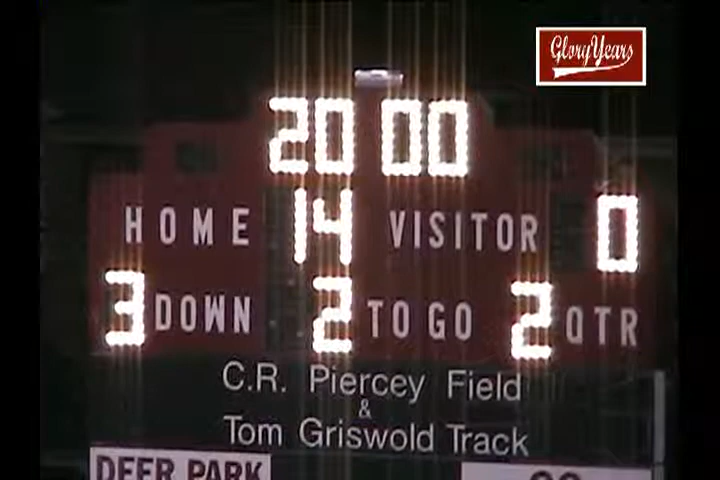 GloryYears
20 00
HOME 14 VISITOR 0
3 DOWN 2 TO GO 2 QTR
C.R. Piercey Field
&
Tom Griswold Track
DEER PARK